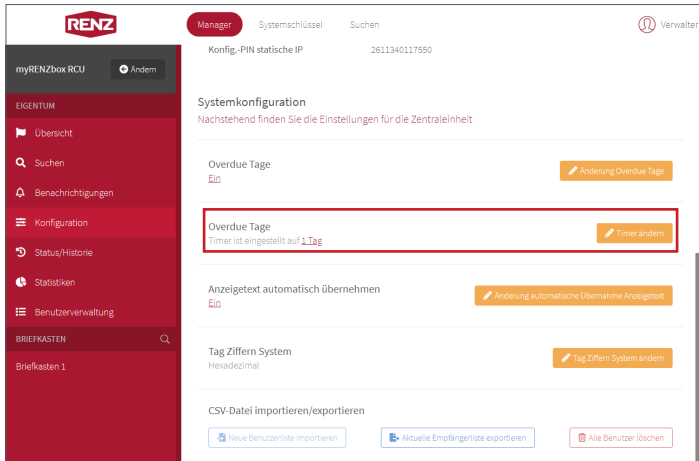 RENZ
Manager
Systemschlüssel
Suchen
Verwalter
myRENZbox RCU
Ändern
Konfig.-PIN statische IP
2611340117550
EIGENTUM
Übersicht
Suchen
Benachrichtigungen
Konfiguration
Status/Historie
Statistiken
Benutzerverwaltung
BRIEFKASTEN
Briefkasten 1
Systemkonfiguration
Nachstehend finden Sie die Einstellungen für die Zentraleinheit
Overdue Tage
Ein
Änderung Overdue Tage
Overdue Tage
Timer ist eingestellt auf 1 Tag
Timer ändern
Anzeigetext automatisch übernehmen
Ein
Änderung automatische Übernahme Anzeigetext
Tag Ziffern System
Hexadezimal
Tag Ziffern System ändern
CSV-Datei importieren/exportieren
Neue Benutzerliste importieren
Aktuelle Empfängerliste exportieren
Alle Benutzer löschen